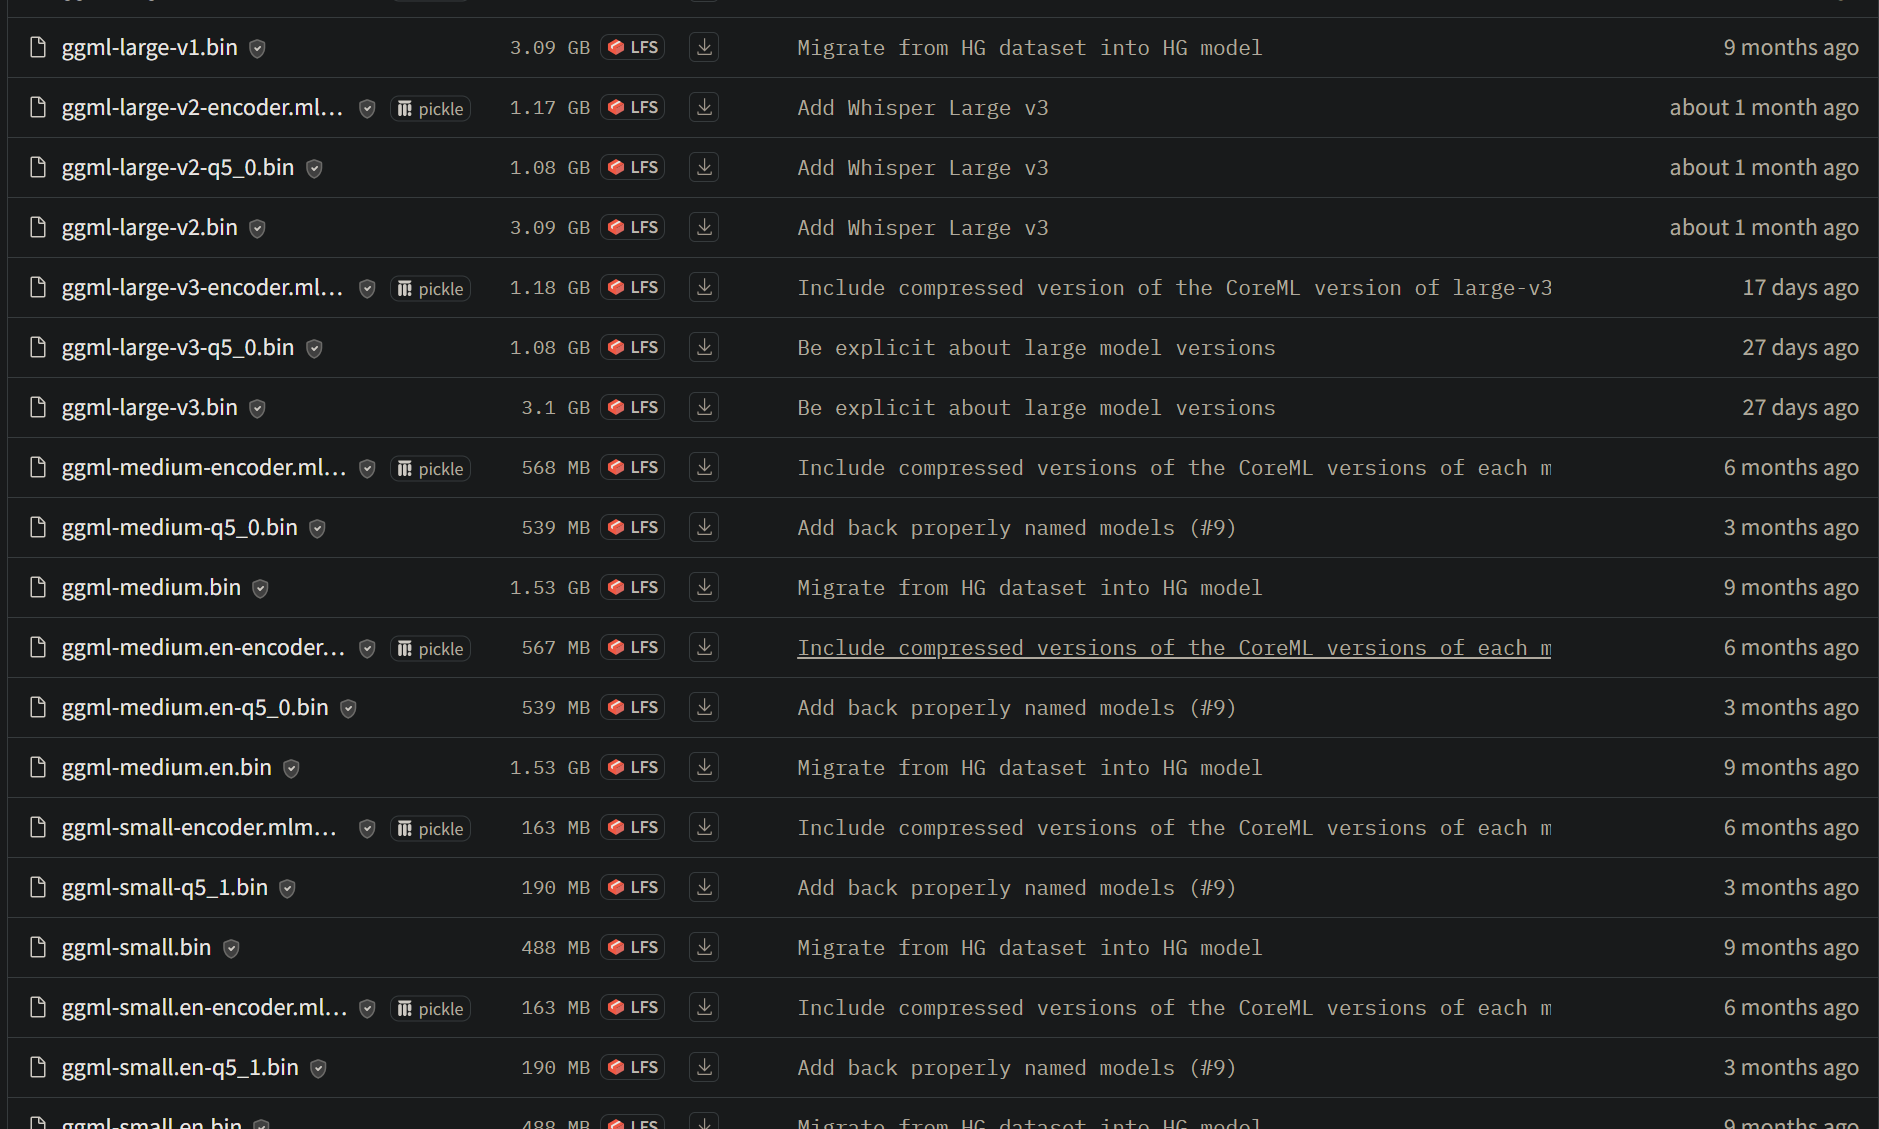 ggml-large-v1.bin 3.09 GB LFS Migrate from HG dataset into HG model 9 months ago
ggml-large-v2-encoder.ml... pickle 1.17 GB LFS Add Whisper Large v3 about 1 month ago
ggml-large-v2-q5_0.bin 1.08 GB LFS Add Whisper Large v3 about 1 month ago
ggml-large-v2.bin 3.09 GB LFS Add Whisper Large v3 about 1 month ago
ggml-large-v3-encoder.ml... pickle 1.18 GB LFS Include compressed version of the CoreML version of large-v3 17 days ago
ggml-large-v3-q5_0.bin 1.08 GB LFS Be explicit about large model versions 27 days ago
ggml-large-v3.bin 3.1 GB LFS Be explicit about large model versions 27 days ago
ggml-medium-encoder.ml... pickle 568 MB LFS Include compressed versions of the CoreML versions of each m 6 months ago
ggml-medium-q5_0.bin 539 MB LFS Add back properly named models (#9) 3 months ago
ggml-medium.bin 1.53 GB LFS Migrate from HG dataset into HG model 9 months ago
ggml-medium.en-encoder... pickle 567 MB LFS Include compressed versions of the CoreML versions of each m 6 months ago
ggml-medium.en-q5_0.bin 539 MB LFS Add back properly named models (#9) 3 months ago
ggml-medium.en.bin 1.53 GB LFS Migrate from HG dataset into HG model 9 months ago
ggml-small-encoder.mlm... pickle 163 MB LFS Include compressed versions of the CoreML versions of each m 6 months ago
ggml-small-q5_1.bin 190 MB LFS Add back properly named models (#9) 3 months ago
ggml-small.bin 488 MB LFS Migrate from HG dataset into HG model 9 months ago
ggml-small.en-encoder.ml... pickle 163 MB LFS Include compressed versions of the CoreML versions of each m 6 months ago
ggml-small.en-q5_1.bin 190 MB LFS Add back properly named models (#9) 3 months ago
ggml-small.en.bin 488 MB LFS Migrate from HG dataset into HG model 9 months ago